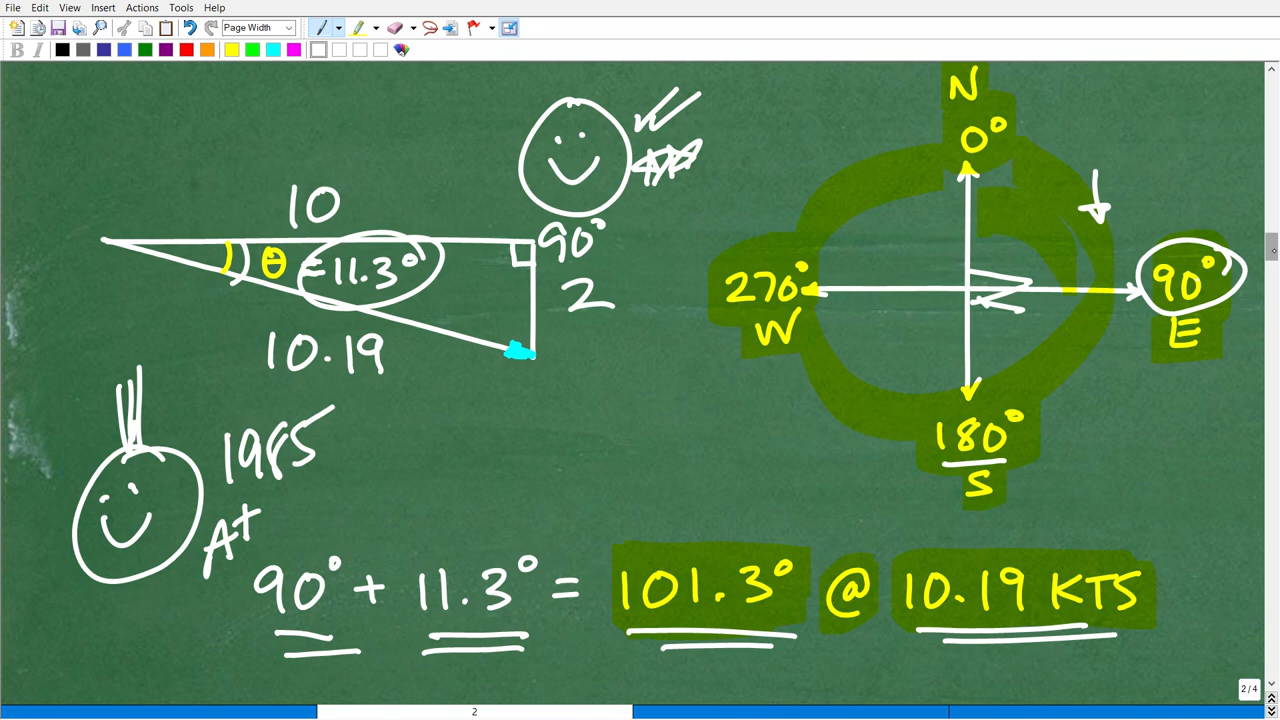 File Edit View Insert Actions Tools Help
Page Width
B I
10
90°
θ = 11.3°
2
10.19
1985
A+
N
0°
270°
W
90°
E
180°
S
90° + 11.3° = 101.3° @ 10.19 KTS
2/4
2